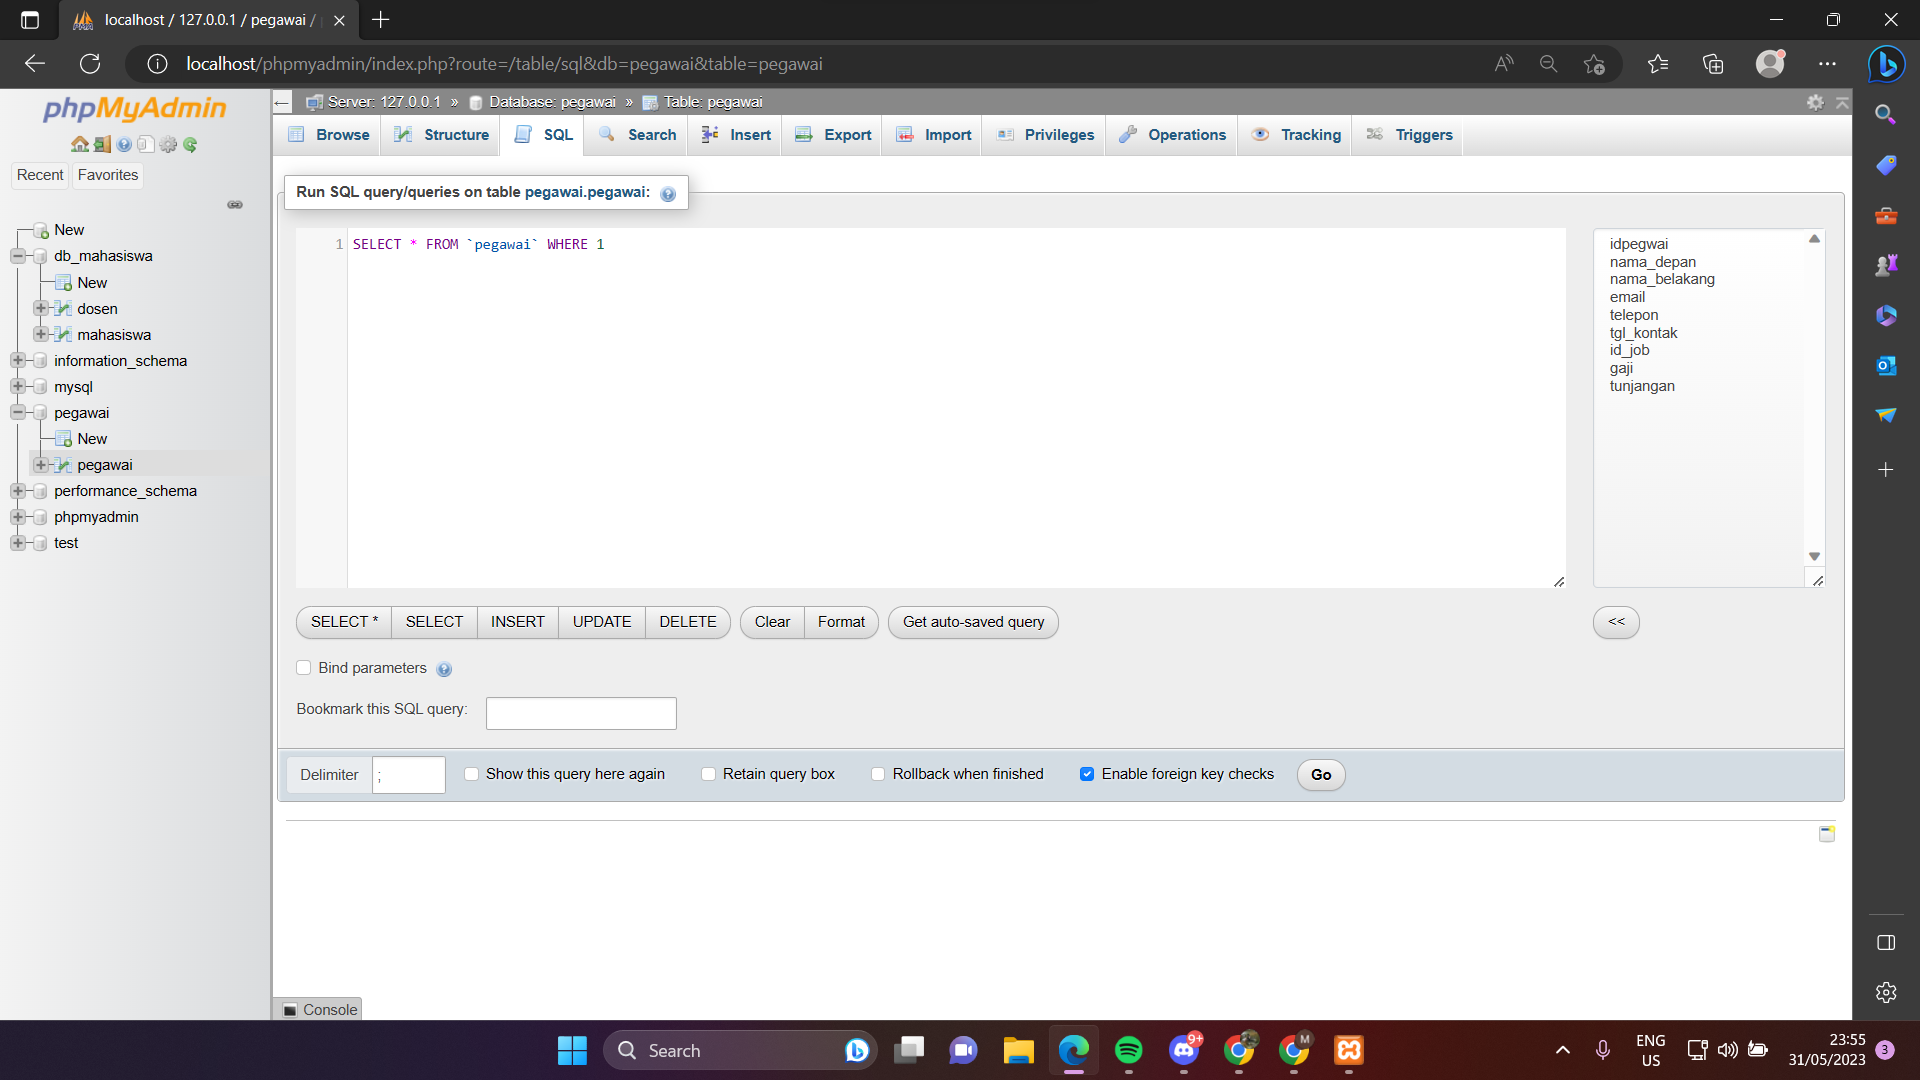 localhost / 127.0.0.1 / pegawai /
localhost/phpmyadmin/index.php?route=/table/sql&db=pegawai&table=pegawai
phpMyAdmin
Recent
Favorites
New
db_mahasiswa
New
dosen
mahasiswa
information_schema
mysql
pegawai
New
pegawai
performance_schema
phpmyadmin
test
Server: 127.0.0.1 » Database: pegawai » Table: pegawai
Browse Structure SQL Search Insert Export Import Privileges Operations Tracking Triggers
Run SQL query/queries on table pegawai.pegawai:
1 SELECT * FROM `pegawai` WHERE 1
idpegwai
nama_depan
nama_belakang
email
telepon
tgl_kontak
id_job
gaji
tunjangan
SELECT * SELECT INSERT UPDATE DELETE Clear Format Get auto-saved query <<
Bind parameters
Bookmark this SQL query:
Delimiter ; Show this query here again Retain query box Rollback when finished Enable foreign key checks Go
Console
Search
9+
M
ENG
US
23:55
31/05/2023
3